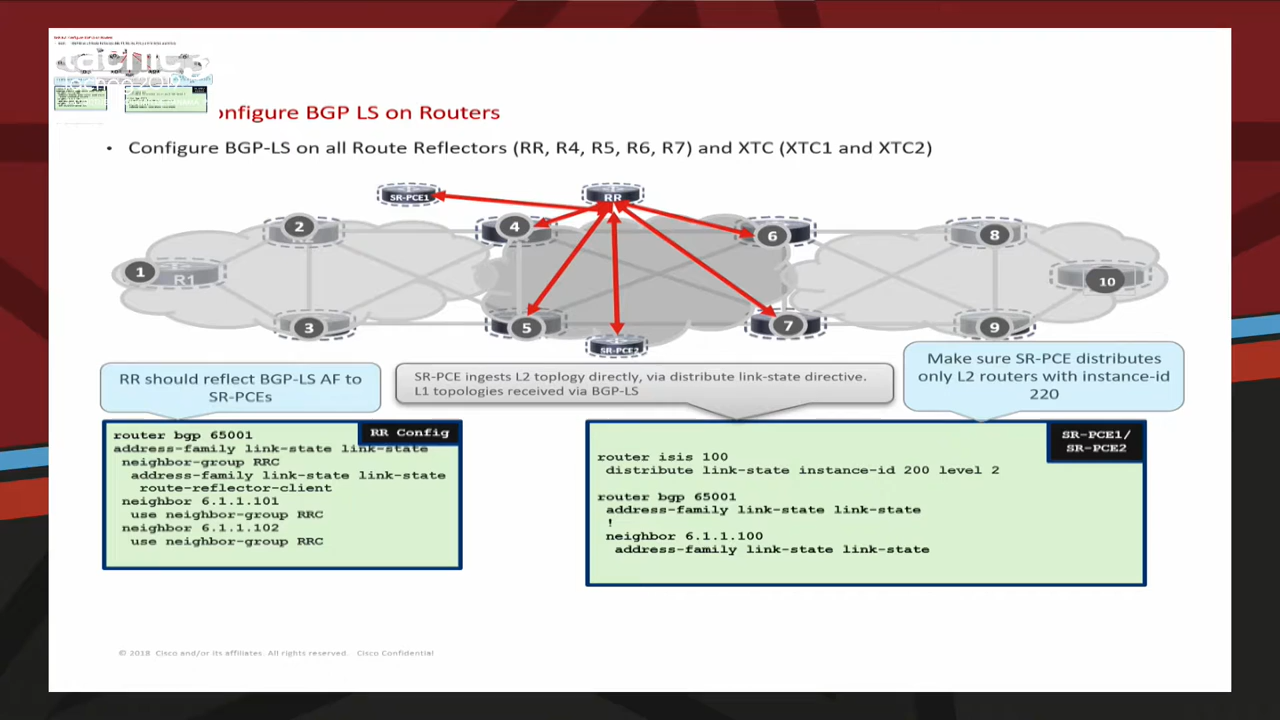 onfigure BGP LS on Routers
• Configure BGP-LS on all Route Reflectors (RR, R4, R5, R6, R7) and XTC (XTC1 and XTC2)
SR-PCE1
RR
2
4
6
8
1
R1
10
3
5
7
9
SR-PCE2
RR should reflect BGP-LS AF to
SR-PCEs
SR-PCE ingests L2 toplogy directly, via distribute link-state directive.
L1 topologies received via BGP-LS
Make sure SR-PCE distributes
only L2 routers with instance-id
220
RR Config
router bgp 65001
address-family link-state link-state
neighbor-group RRC
address-family link-state link-state
route-reflector-client
neighbor 6.1.1.101
use neighbor-group RRC
neighbor 6.1.1.102
use neighbor-group RRC
SR-PCE1/
SR-PCE2
router isis 100
distribute link-state instance-id 200 level 2
router bgp 65001
address-family link-state link-state
!
neighbor 6.1.1.100
address-family link-state link-state
© 2018 Cisco and/or its affiliates. All rights reserved. Cisco Confidential